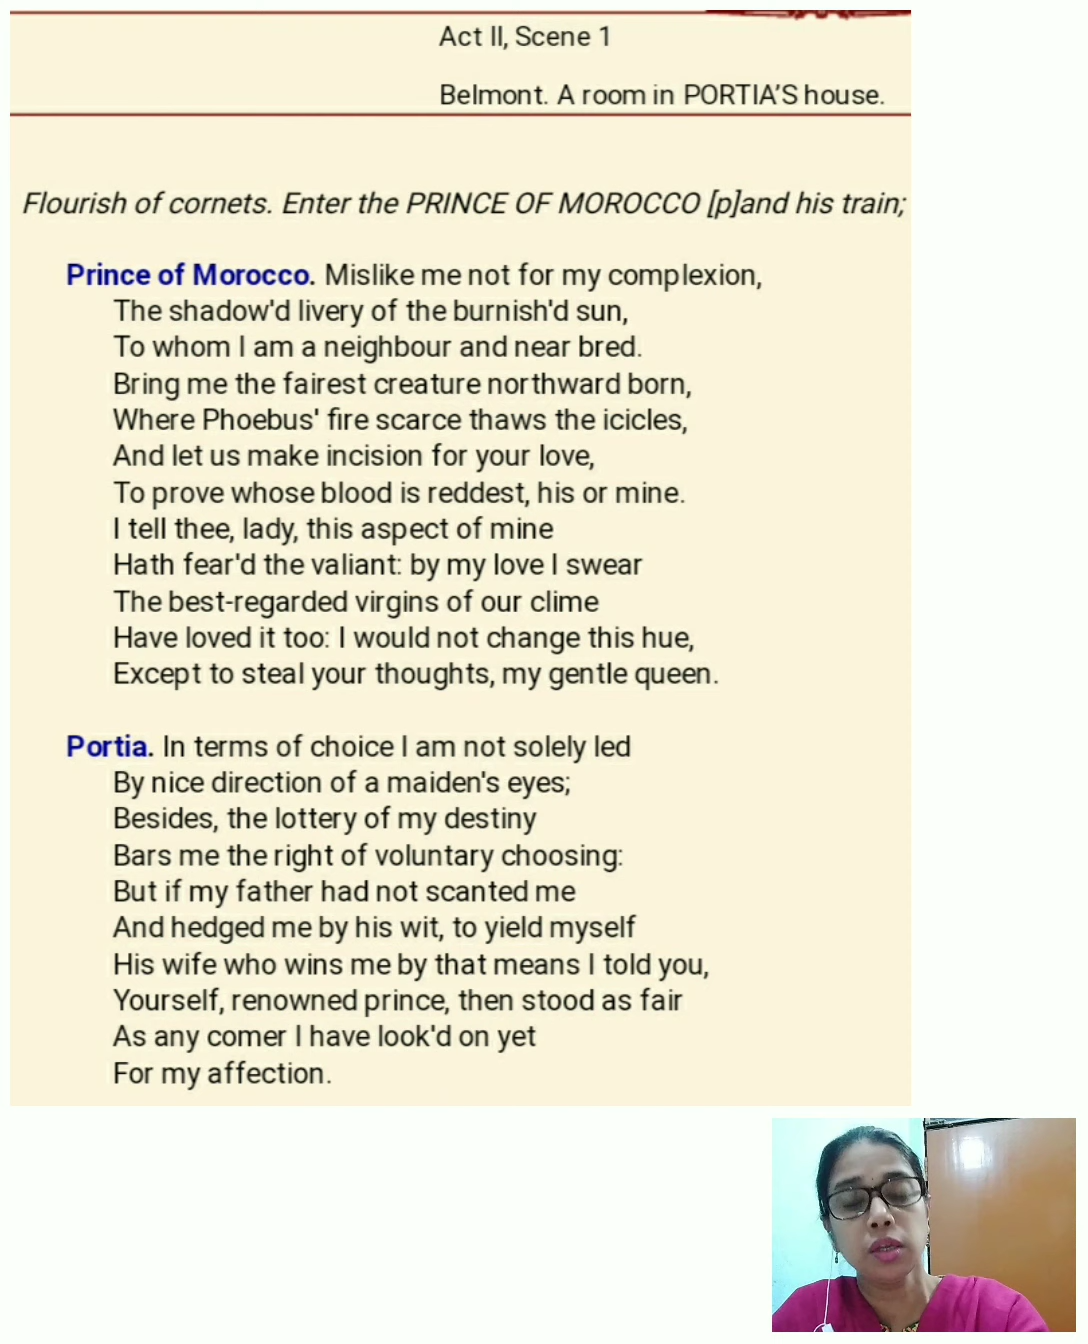 Act II, Scene 1
Belmont. A room in PORTIA'S house.
Flourish of cornets. Enter the PRINCE OF MOROCCO [p]and his train;
Prince of Morocco. Mislike me not for my complexion,
The shadow'd livery of the burnish'd sun,
To whom I am a neighbour and near bred.
Bring me the fairest creature northward born,
Where Phoebus' fire scarce thaws the icicles,
And let us make incision for your love,
To prove whose blood is reddest, his or mine.
I tell thee, lady, this aspect of mine
Hath fear'd the valiant: by my love I swear
The best-regarded virgins of our clime
Have loved it too: I would not change this hue,
Except to steal your thoughts, my gentle queen.
Portia. In terms of choice I am not solely led
By nice direction of a maiden's eyes;
Besides, the lottery of my destiny
Bars me the right of voluntary choosing:
But if my father had not scanted me
And hedged me by his wit, to yield myself
His wife who wins me by that means I told you,
Yourself, renowned prince, then stood as fair
As any comer I have look'd on yet
For my affection.